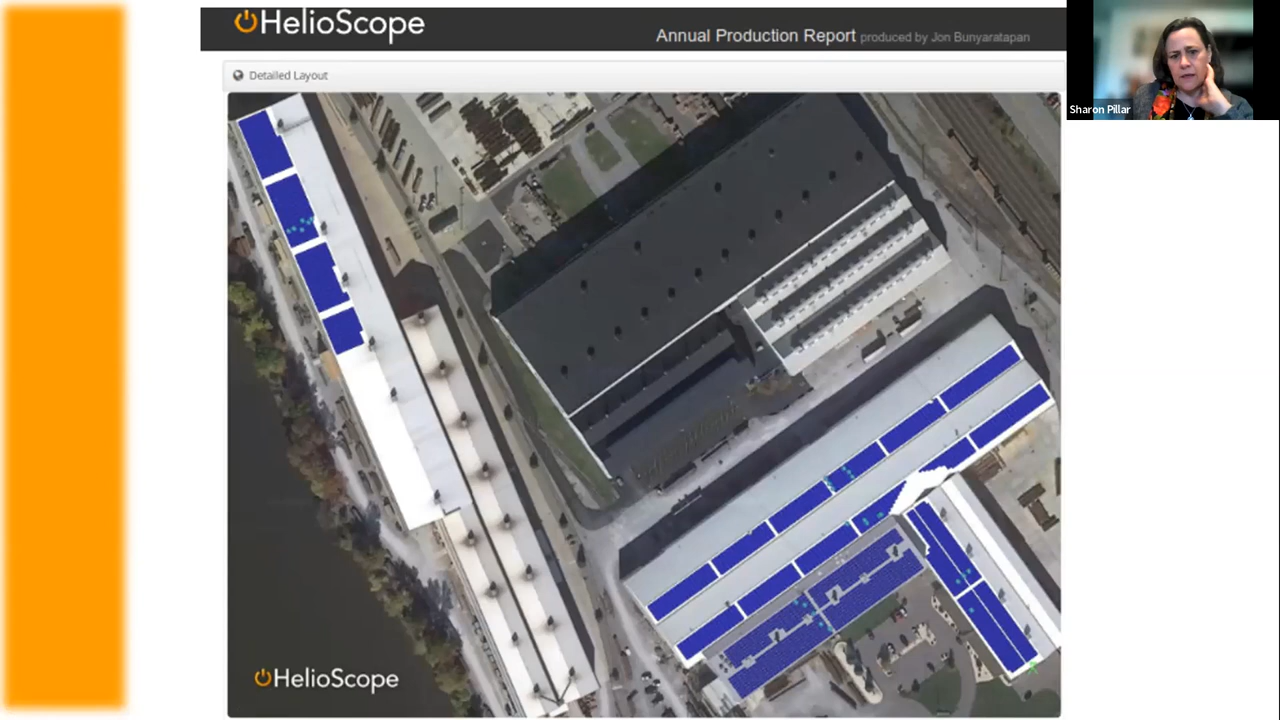 HelioScope
Annual Production Report produced by Jon Bunyaratapan
Sharon Pillar
Detailed Layout
HelioScope